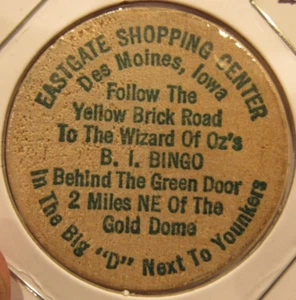 EASTGATE SHOPPING CENTER
Des Moines, Iowa
Follow The
Yellow Brick Road
To The Wizard Of Oz's
B. I. BINGO
Behind The Green Door
2 Miles NE Of The
Gold Dome
In The Big "D" Next To Younkers